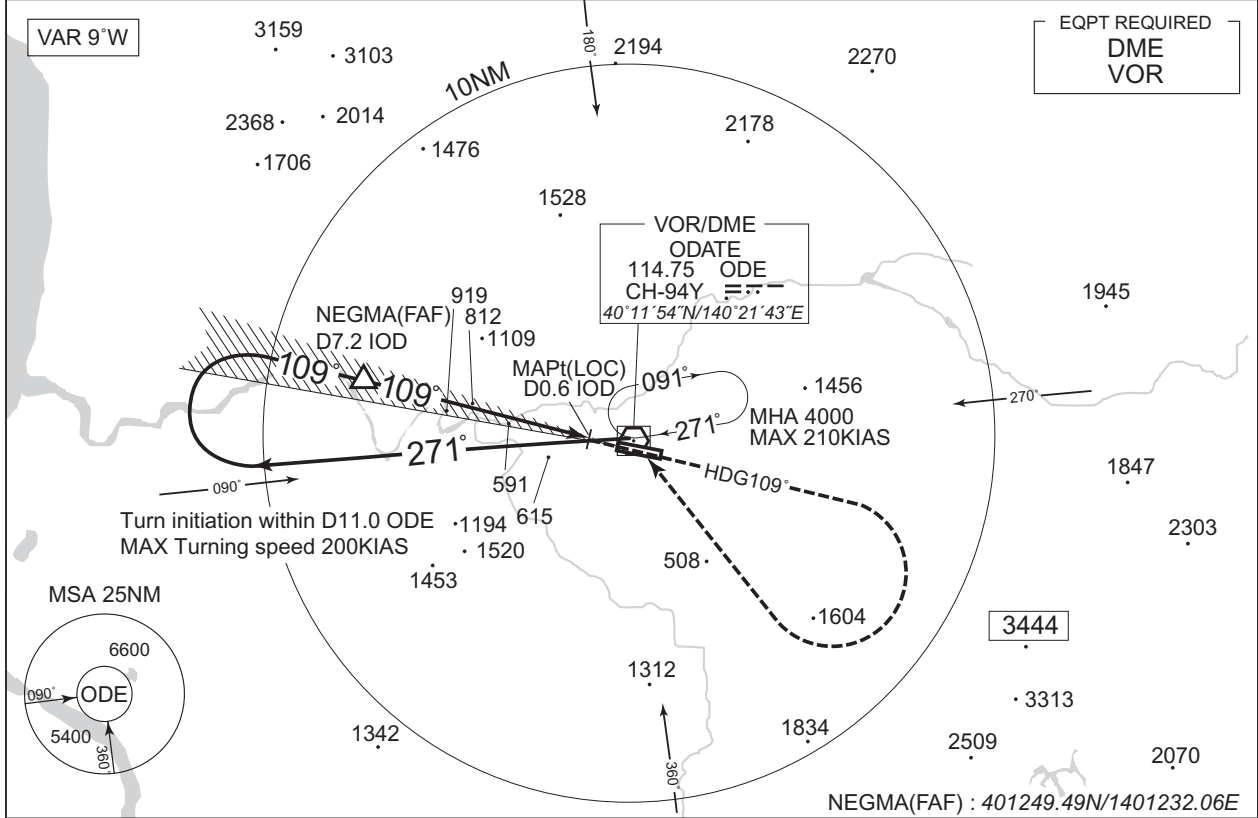 VAR 9°W
3159
3103
2368
2014
1706
1476
10NM
180°
2194
2270
EQPT REQUIRED
DME
VOR
2178
1528
VOR/DME
ODATE
114.75 ODE
CH-94Y
40°11´54˝N/140°21´43˝E
1945
NEGMA(FAF)
D7.2 IOD
919
812
1109
MAPt(LOC)
D0.6 IOD
109°
109°
091°
1456
270°
271°
MHA 4000
MAX 210KIAS
271°
HDG109°
090°
591
615
1847
2303
Turn initiation within D11.0 ODE
MAX Turning speed 200KIAS
1194
1520
1453
508
1604
MSA 25NM
6600
090°
ODE
5400
360°
3444
1312
3313
1342
360°
1834
2509
2070
NEGMA(FAF) : 401249.49N/1401232.06E